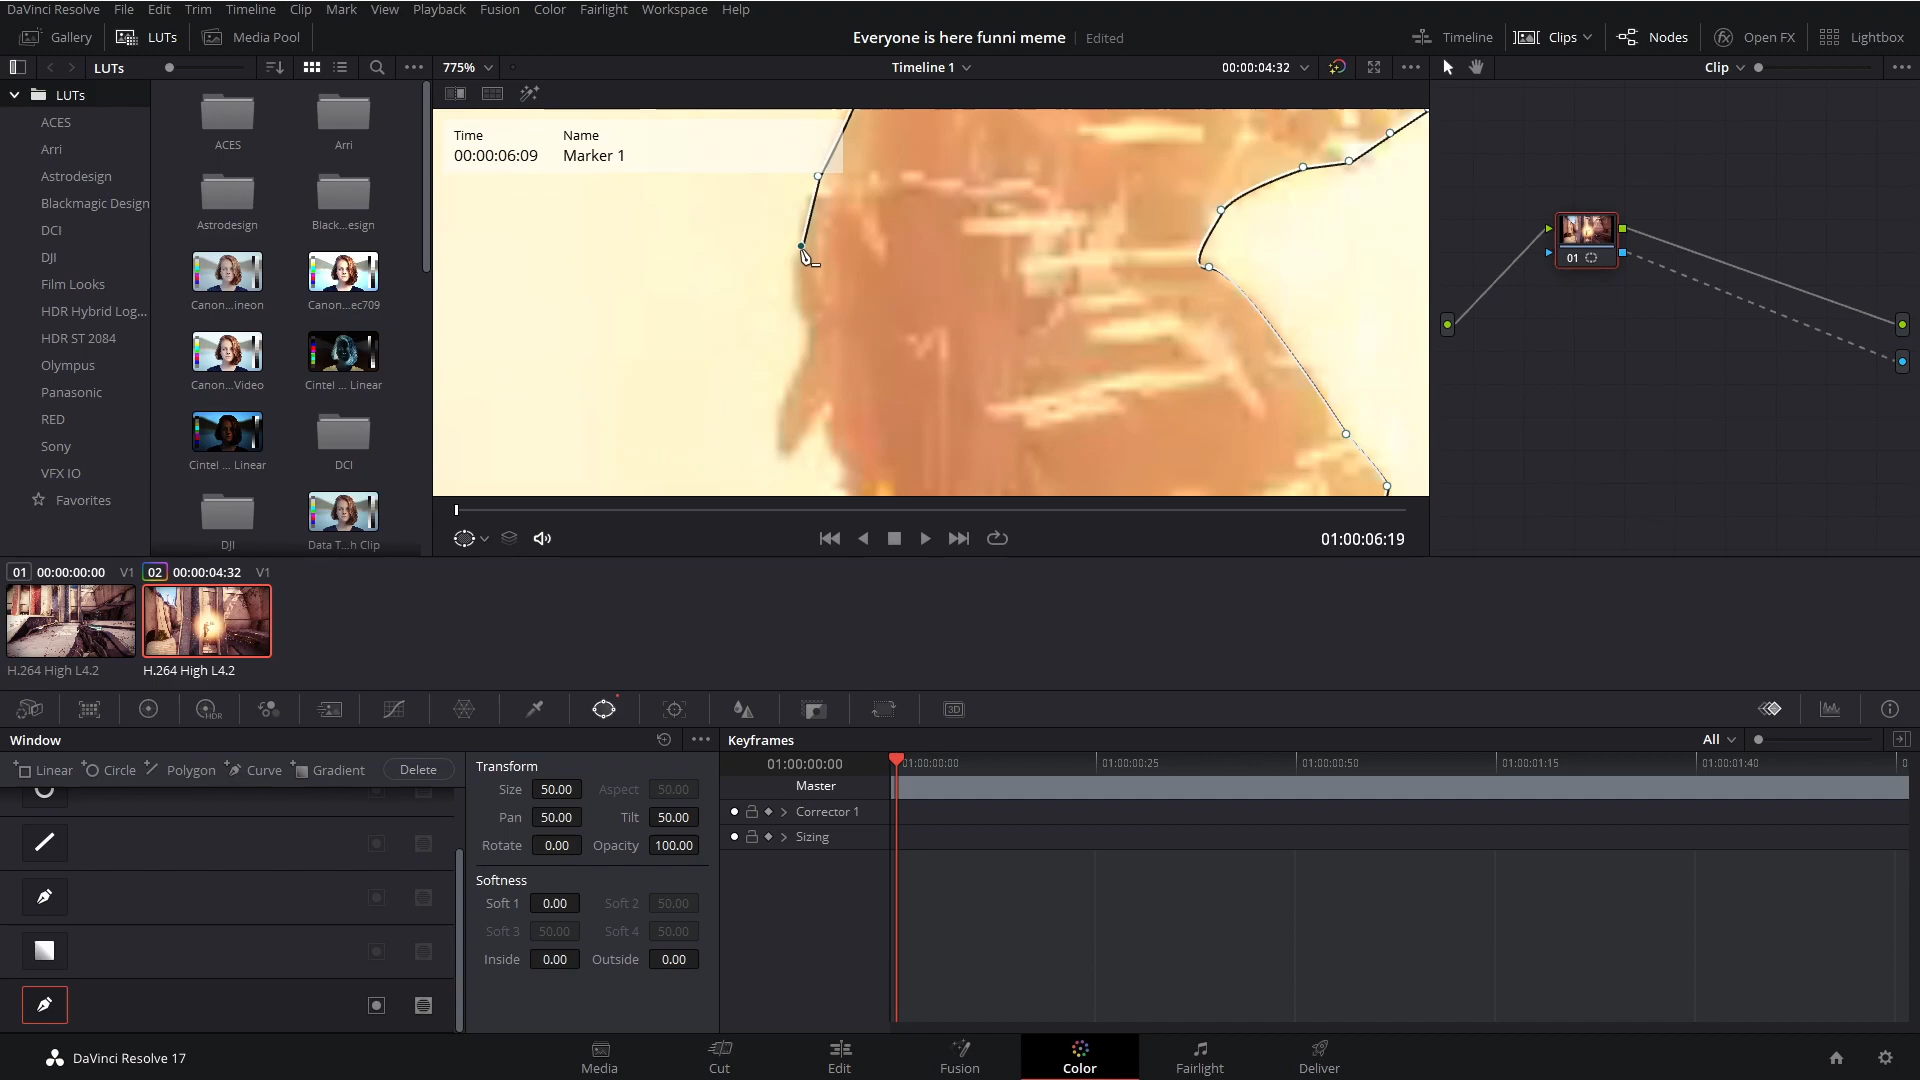 DaVinci Resolve File Edit Trim Timeline Clip Mark View Playback Fusion Color Fairlight Workspace Help
Gallery LUTs Media Pool Everyone is here funni meme Edited Timeline Clips Nodes Open FX Lightbox
LUTs 775% Timeline 1 00:00:04:32 Clip
LUTs
ACES
Arri
Astrodesign
Blackmagic Design
DCI
DJI
Film Looks
HDR Hybrid Log...
HDR ST 2084
Olympus
Panasonic
RED
Sony
VFX IO
Favorites
ACES Arri
Astrodesign Black...esign
Canon...ineon Canon...ec709
Canon...Video Cintel ... Linear
Cintel ... Linear DCI
DJI Data T...h Clip
Time Name
00:00:06:09 Marker 1
01:00:06:19
01
01 00:00:00:00 V1 02 00:00:04:32 V1
H.264 High L4.2 H.264 High L4.2
HDR 3D
Window
Linear Circle Polygon Curve Gradient Delete
Transform
Size 50.00 Aspect 50.00
Pan 50.00 Tilt 50.00
Rotate 0.00 Opacity 100.00
Softness
Soft 1 0.00 Soft 2 50.00
Soft 3 50.00 Soft 4 50.00
Inside 0.00 Outside 0.00
Keyframes All
01:00:00:00 01:00:00:00 01:00:00:25 01:00:00:50 01:00:01:15 01:00:01:40 0
Master
Corrector 1
Sizing
DaVinci Resolve 17 Media Cut Edit Fusion Color Fairlight Deliver